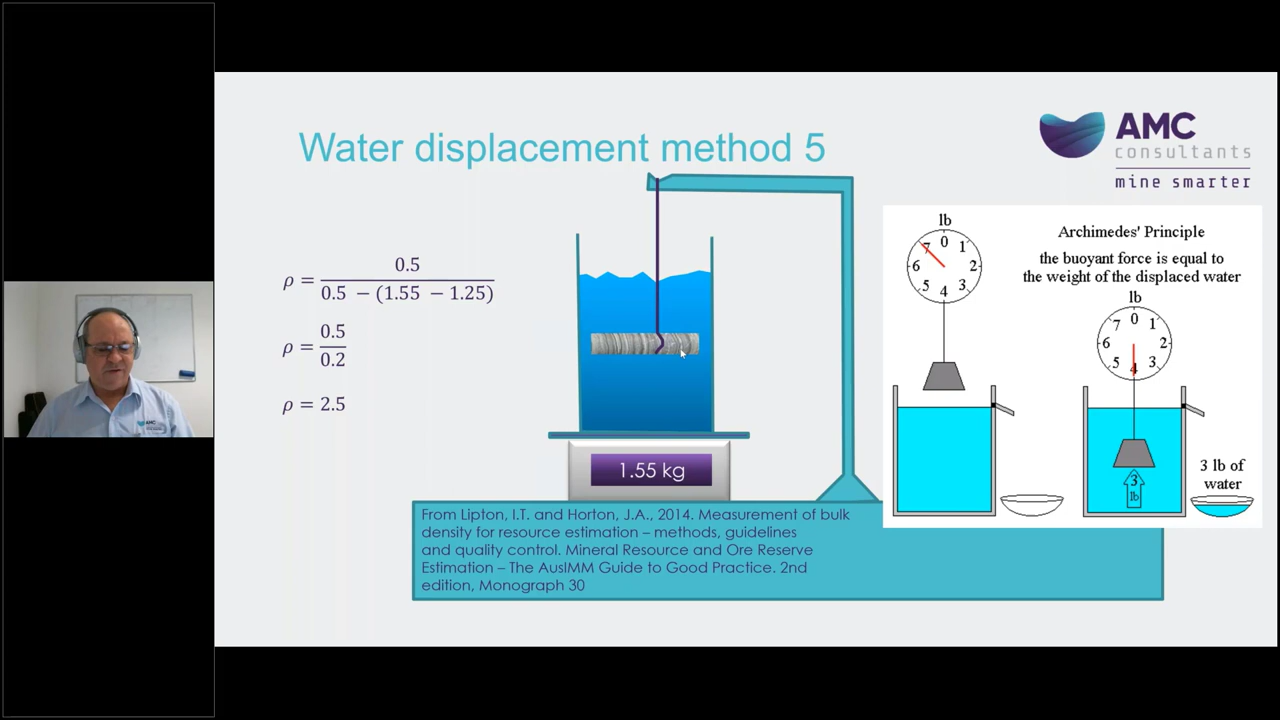 Water displacement method 5
AMC
consultants
mine smarter
ρ = 0.5 / 0.5 − (1.55 − 1.25)
ρ = 0.5 / 0.2
ρ = 2.5
1.55 kg
From Lipton, I.T. and Horton, J.A., 2014. Measurement of bulk
density for resource estimation – methods, guidelines
and quality control. Mineral Resource and Ore Reserve
Estimation – The AusIMM Guide to Good Practice. 2nd
edition, Monograph 30
lb
0 1 2 3 4 5 6 7
Archimedes' Principle
the buoyant force is equal to
the weight of the displaced water
lb
0 1 2 3 4 5 6 7
3
lb
3 lb of
water
AMC